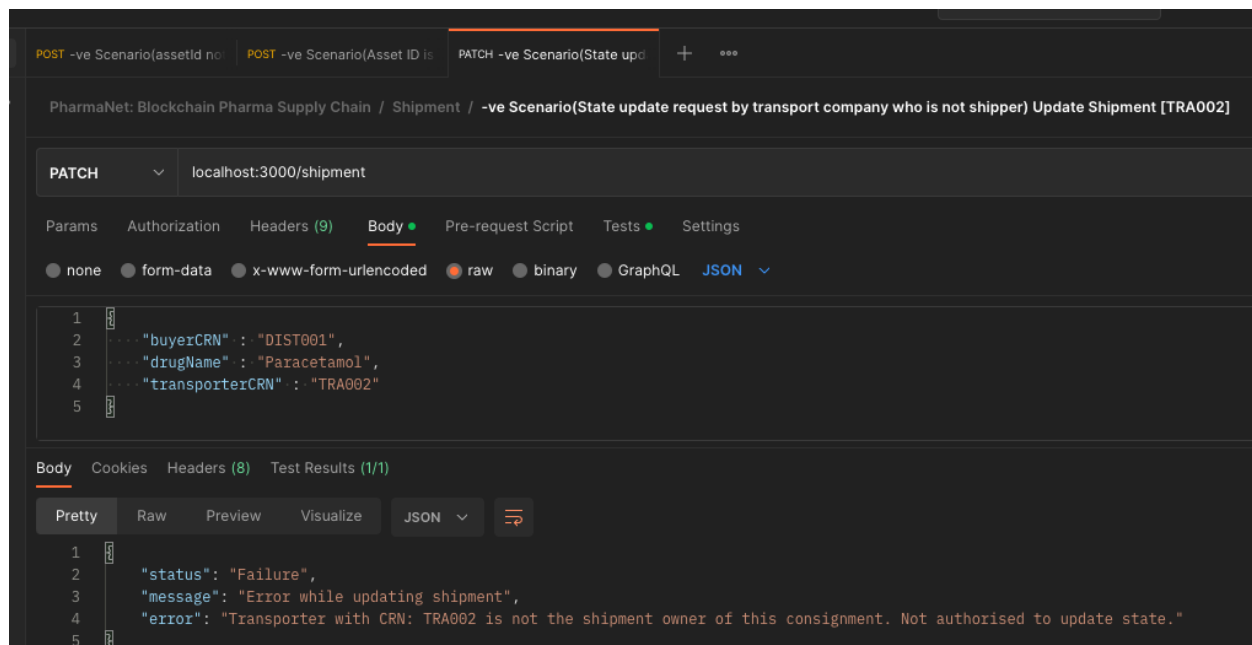 POST -ve Scenario(assetId no
POST -ve Scenario(Asset ID is
PATCH -ve Scenario(State upd
PharmaNet: Blockchain Pharma Supply Chain / Shipment / -ve Scenario(State update request by transport company who is not shipper) Update Shipment [TRA002]
PATCH localhost:3000/shipment
Params Authorization Headers (9) Body Pre-request Script Tests Settings
none form-data x-www-form-urlencoded raw binary GraphQL JSON
1 {
2 "buyerCRN" : "DIST001",
3 "drugName" : "Paracetamol",
4 "transporterCRN" : "TRA002"
5 }
Body Cookies Headers (8) Test Results (1/1)
Pretty Raw Preview Visualize JSON
1 {
2 "status": "Failure",
3 "message": "Error while updating shipment",
4 "error": "Transporter with CRN: TRA002 is not the shipment owner of this consignment. Not authorised to update state."
5 }